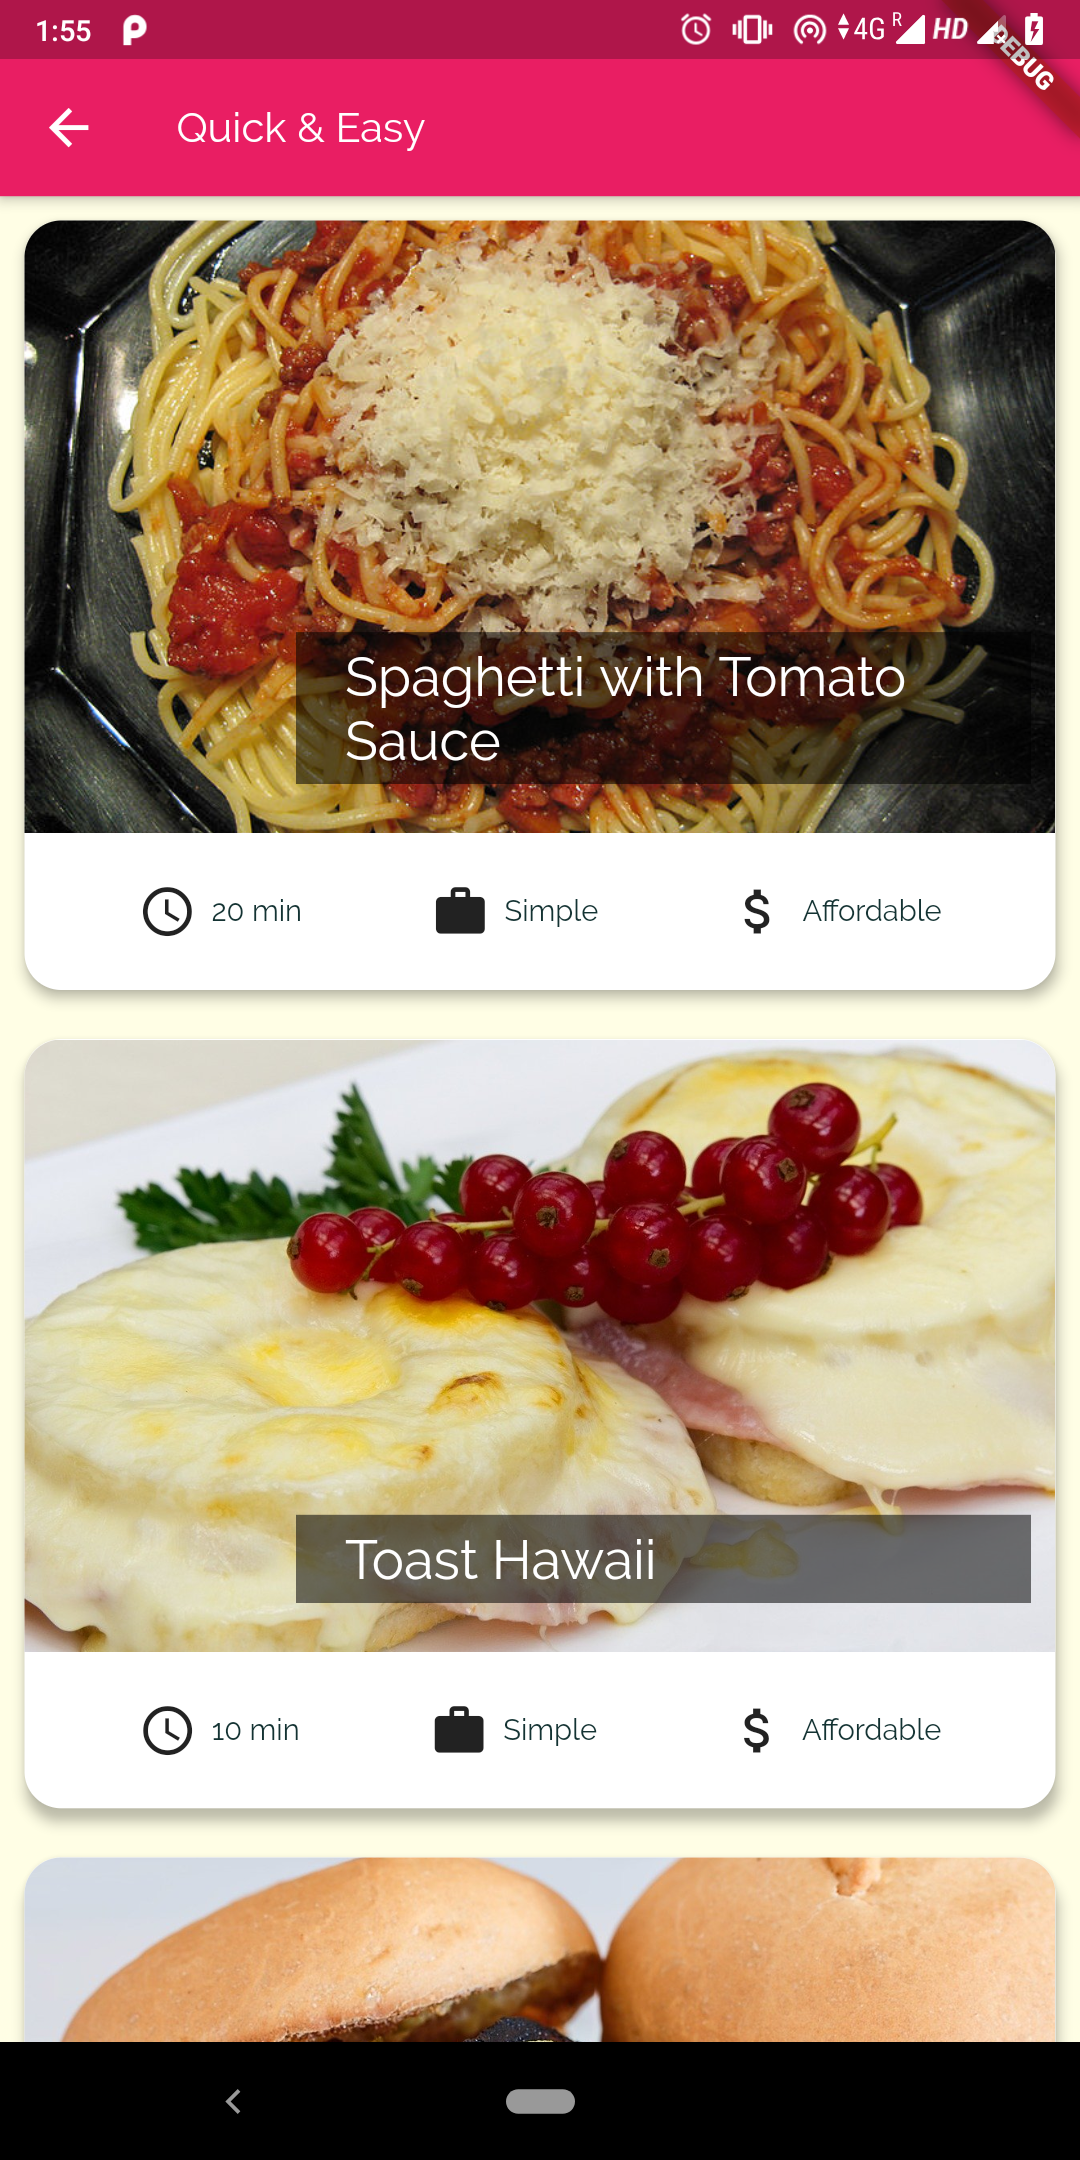 1:55
4G R HD
DEBUG
Quick & Easy
Spaghetti with Tomato
Sauce
20 min Simple $ Affordable
Toast Hawaii
10 min Simple $ Affordable